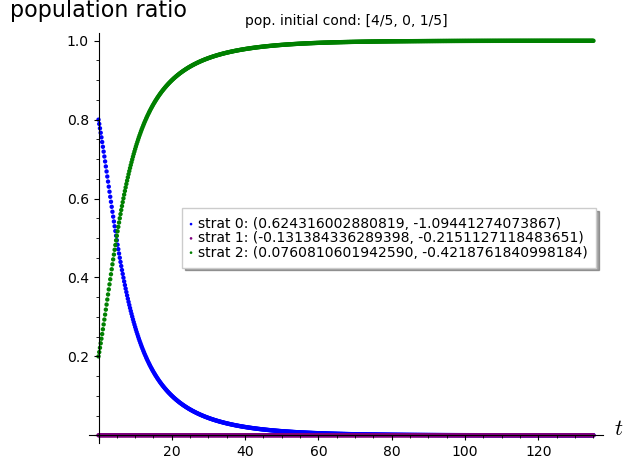 population ratio
pop. initial cond: [4/5, 0, 1/5]
1.0
0.8
0.6
strat 0: (0.624316002880819, -1.09441274073867)
strat 1: (-0.131384336289398, -0.2151127118483651)
strat 2: (0.0760810601942590, -0.4218761840998184)
0.4
0.2
t
20 40 60 80 100 120